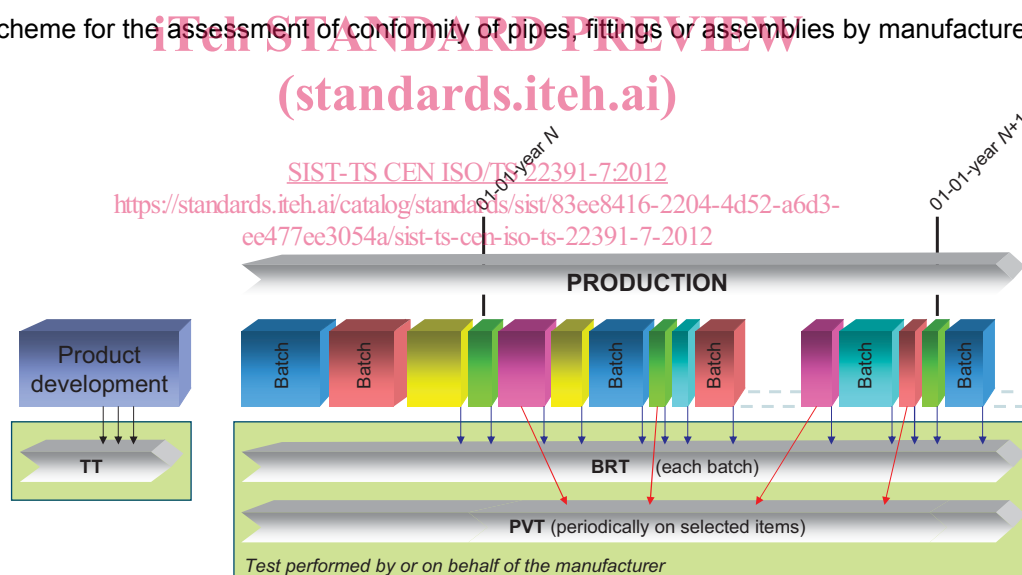 cheme for the assessment of conformity of pipes, fittings or assemblies by manufacture
iTeh STANDARD PREVIEW
(standards.iteh.ai)
SIST-TS CEN ISO/TS 22391-7:2012
https://standards.iteh.ai/catalog/standards/sist/83ee8416-2204-4d52-a6d3-
ee477ee3054a/sist-ts-cen-iso-ts-22391-7-2012
01-01-year N
01-01-year N+1
PRODUCTION
Product
development
Batch
Batch
Batch
Batch
Batch
Batch
TT
BRT (each batch)
PVT (periodically on selected items)
Test performed by or on behalf of the manufacturer